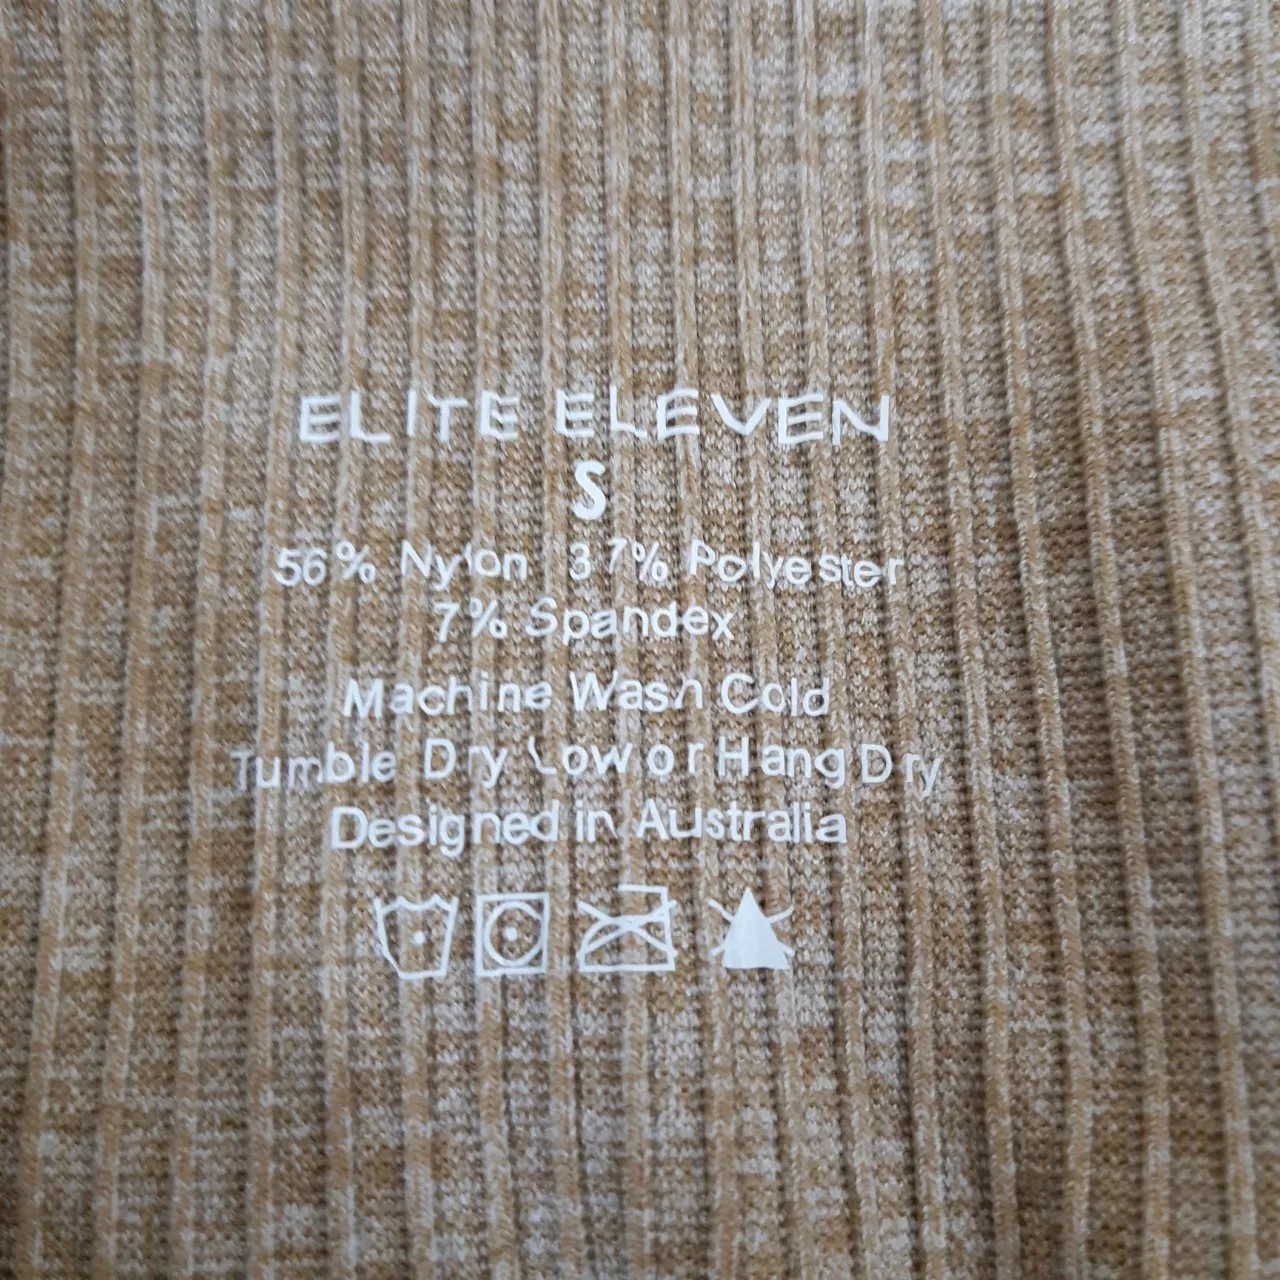 ELITE ELEVEN
S
56% Nylon 37% Polyester
7% Spandex
Machine Wash Cold
Tumble Dry Low or Hang Dry
Designed in Australia